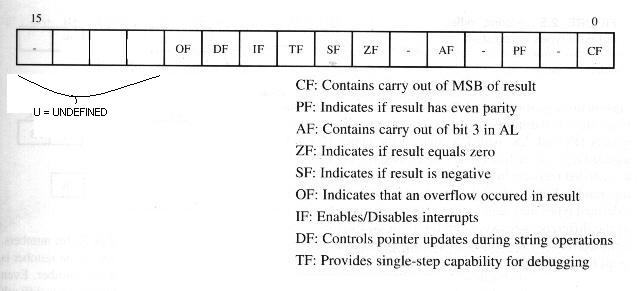 15 0
- OF DF IF TF SF ZF - AF - PF - CF
U = UNDEFINED
CF: Contains carry out of MSB of result
PF: Indicates if result has even parity
AF: Contains carry out of bit 3 in AL
ZF: Indicates if result equals zero
SF: Indicates if result is negative
OF: Indicates that an overflow occured in result
IF: Enables/Disables interrupts
DF: Controls pointer updates during string operations
TF: Provides single-step capability for debugging